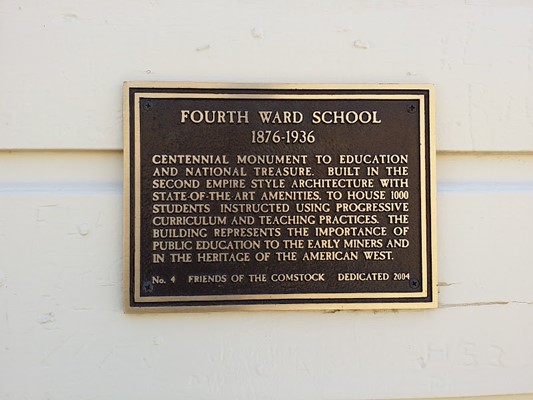 FOURTH WARD SCHOOL
1876-1936
CENTENNIAL MONUMENT TO EDUCATION
AND NATIONAL TREASURE. BUILT IN THE
SECOND EMPIRE STYLE ARCHITECTURE WITH
STATE-OF-THE-ART AMENITIES, TO HOUSE 1000
STUDENTS INSTRUCTED USING PROGRESSIVE
CURRICULUM AND TEACHING PRACTICES. THE
BUILDING REPRESENTS THE IMPORTANCE OF
PUBLIC EDUCATION TO THE EARLY MINERS AND
IN THE HERITAGE OF THE AMERICAN WEST.
No. 4 FRIENDS OF THE COMSTOCK DEDICATED 2004